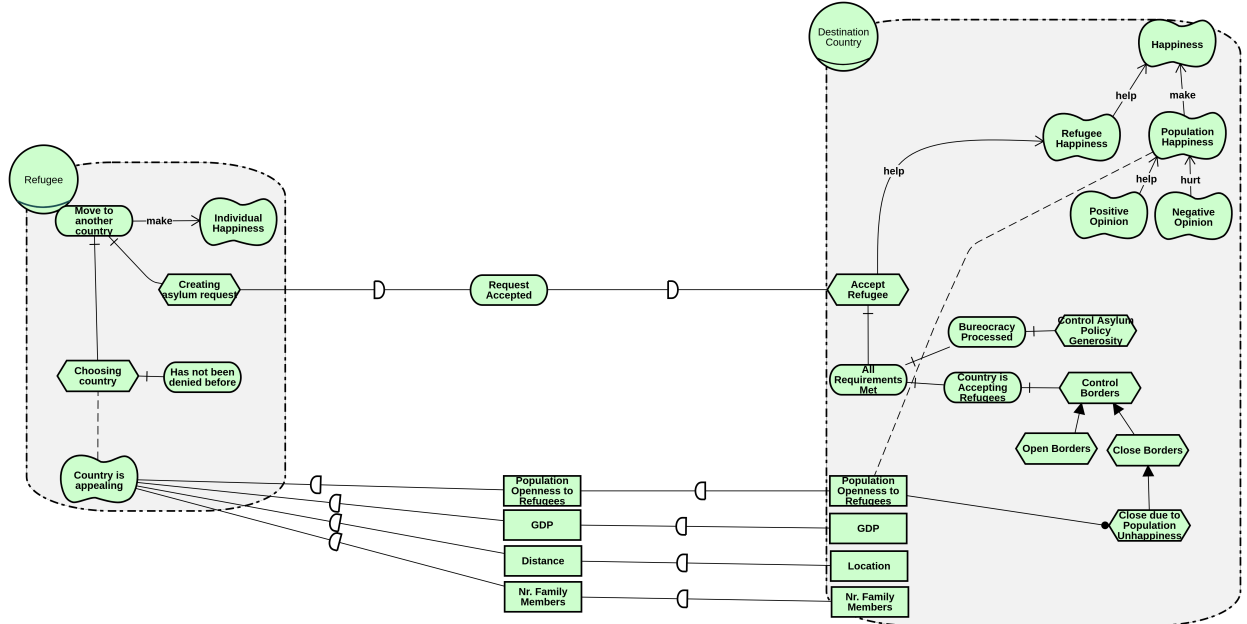 Destination
Country
Happiness
help
make
Refugee
Happiness
Population
Happiness
help
help
hurt
Positive
Opinion
Negative
Opinion
Refugee
Move to
another
country
make
Individual
Happiness
Creating
asylum request
Request
Accepted
Accept
Refugee
Bureocracy
Processed
Control Asylum
Policy
Generosity
Choosing
country
Has not been
denied before
All
Requirements
Met
Country is
Accepting
Refugees
Control
Borders
Open Borders
Close Borders
Country is
appealing
Population
Openness to
Refugees
Population
Openness to
Refugees
GDP
GDP
Close due to
Population
Unhappiness
Distance
Location
Nr. Family
Members
Nr. Family
Members